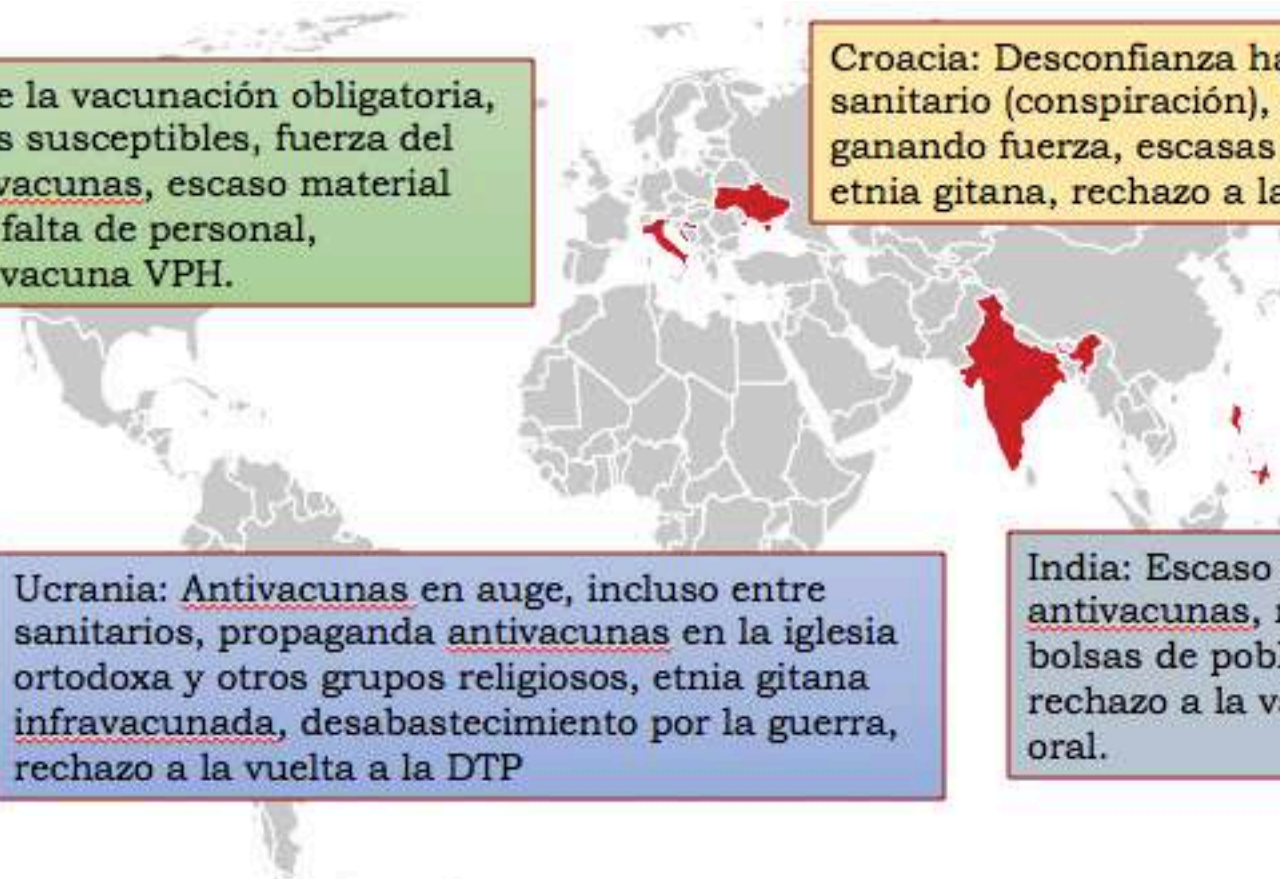 e la vacunación obligatoria,
s susceptibles, fuerza del
vacunas, escaso material
falta de personal,
vacuna VPH.
Croacia: Desconfianza ha
sanitario (conspiración),
ganando fuerza, escasas
etnia gitana, rechazo a la
Ucrania: Antivacunas en auge, incluso entre
sanitarios, propaganda antivacunas en la iglesia
ortodoxa y otros grupos religiosos, etnia gitana
infravacunada, desabastecimiento por la guerra,
rechazo a la vuelta a la DTP
India: Escaso
antivacunas,
bolsas de pobl
rechazo a la va
oral.